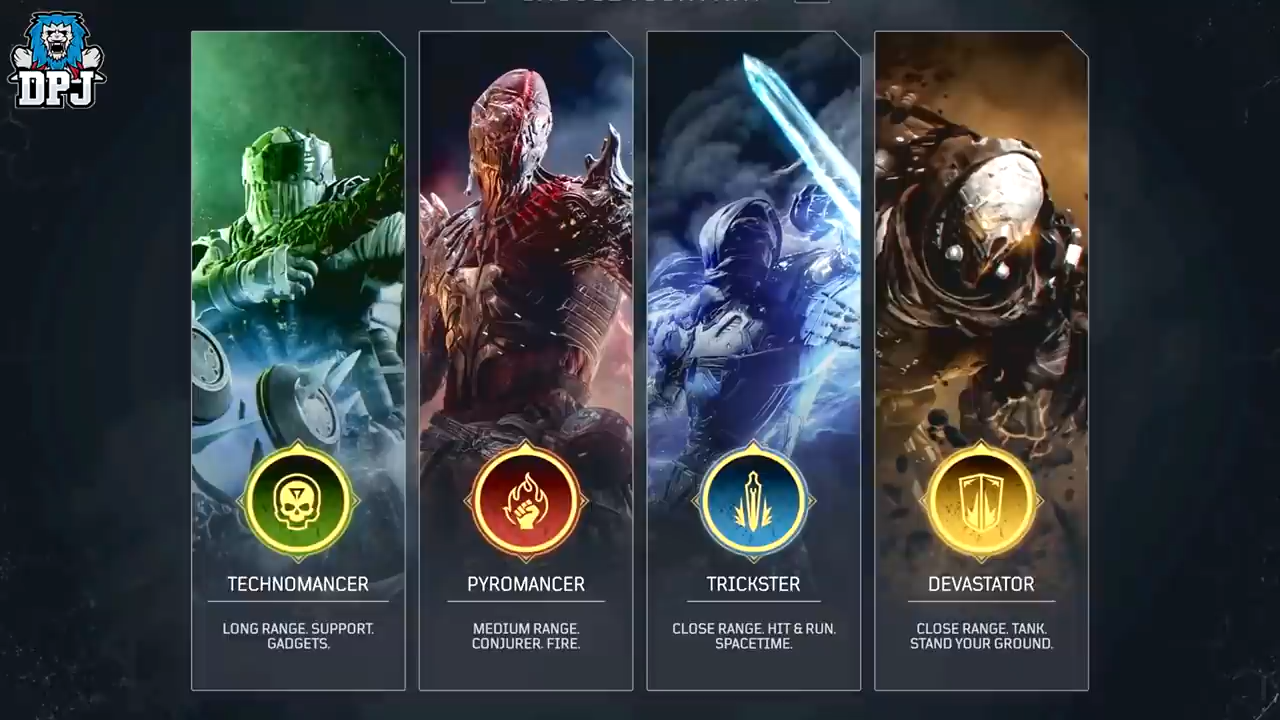 DPJ
TECHNOMANCER
LONG RANGE. SUPPORT.
GADGETS.
PYROMANCER
MEDIUM RANGE.
CONJURER. FIRE.
TRICKSTER
CLOSE RANGE. HIT & RUN.
SPACETIME.
DEVASTATOR
CLOSE RANGE. TANK.
STAND YOUR GROUND.